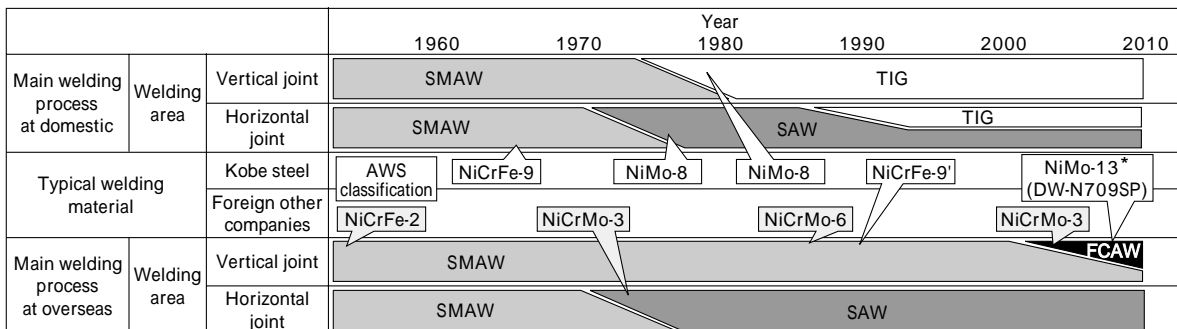 Year
1960 1970 1980 1990 2000 2010
Main welding
process
at domestic
Welding
area
Vertical joint
SMAW
TIG
Horizontal
joint
SMAW
SAW
TIG
Typical welding
material
Kobe steel
AWS
classification
NiCrFe-9
NiMo-8
NiMo-8
NiCrFe-9'
NiMo-13*
(DW-N709SP)
Foreign other
companies
NiCrFe-2
NiCrMo-3
NiCrMo-6
NiCrMo-3
Main welding
process
at overseas
Welding
area
Vertical joint
SMAW
FCAW
Horizontal
joint
SMAW
SAW